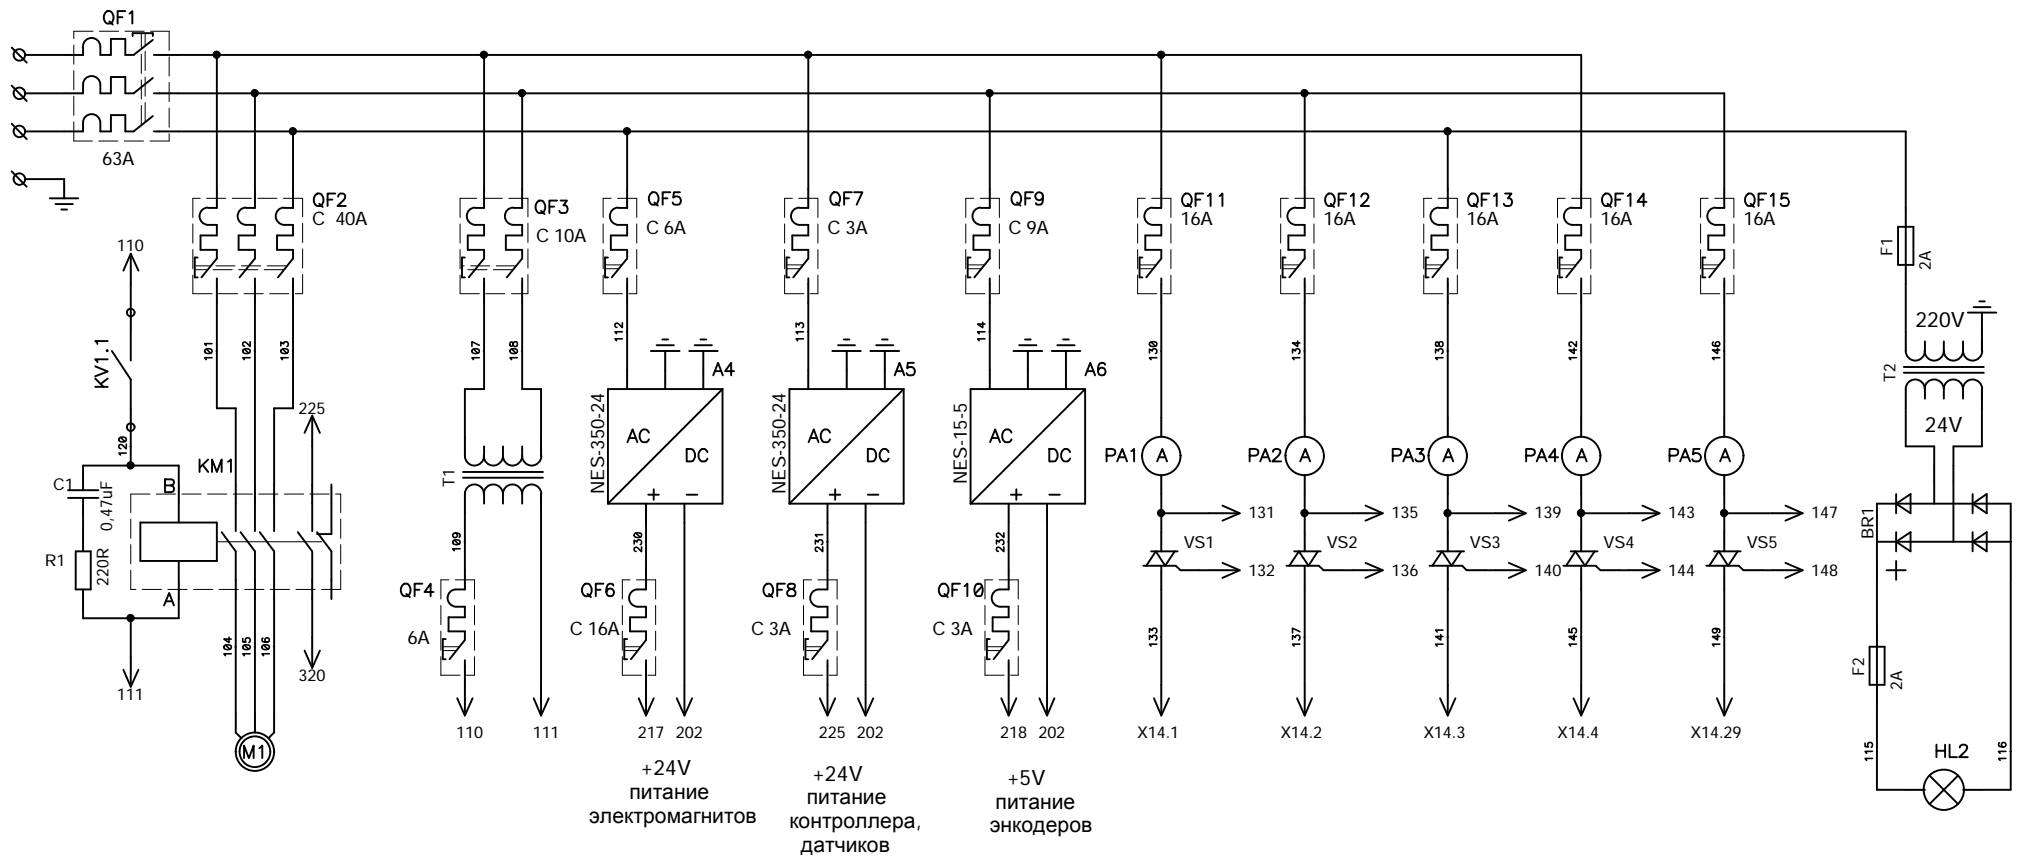 QF1
63A
QF2
C 40A
QF3
C 10A
QF5
C 6A
QF7
C 3A
QF9
C 9A
QF11
16A
QF12
16A
QF13
16A
QF14
16A
QF15
16A
F1
2A
110
KV1.1
120
101
102
103
107
108
112
113
114
130
134
138
142
146
220V
T2
24V
225
KM1
C1
0,47uF
R1
220R
B
A
111
104
105
106
320
M1
T1
109
QF4
6A
110
111
A4
NES-350-24
AC
DC
+
−
230
QF6
C 16A
217
202
+24V
питание
электромагнитов
A5
NES-350-24
AC
DC
+
−
231
QF8
C 3A
225
202
+24V
питание
контроллера,
датчиков
A6
NES-15-5
AC
DC
+
−
232
QF10
C 3A
218
202
+5V
питание
энкодеров
PA1
A
131
VS1
132
133
X14.1
PA2
A
135
VS2
136
137
X14.2
PA3
A
139
VS3
140
141
X14.3
PA4
A
143
VS4
144
145
X14.4
PA5
A
147
VS5
148
149
X14.29
BR1
+
F2
2A
115
116
HL2